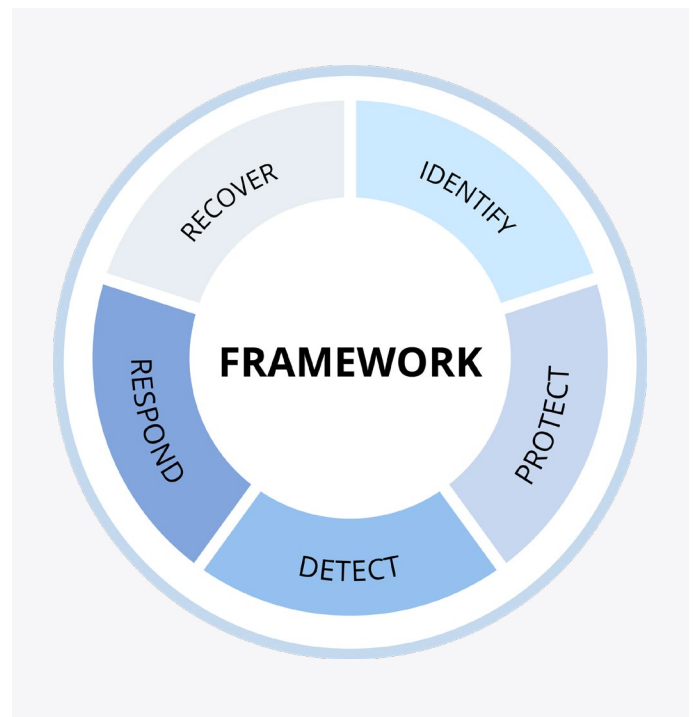 IDENTIFY
PROTECT
DETECT
RESPOND
RECOVER
FRAMEWORK